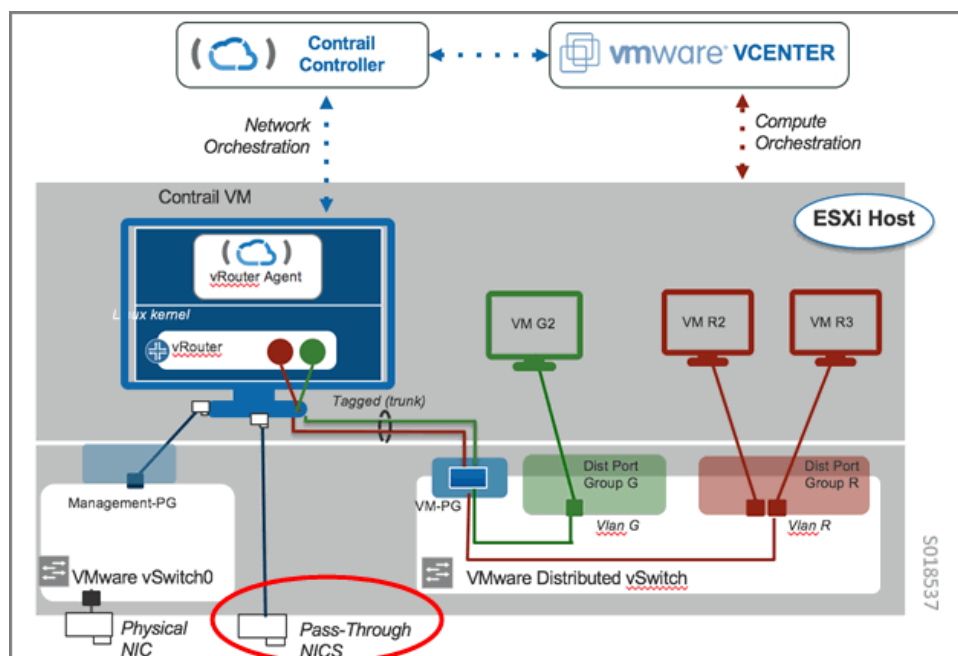 Contrail
Controller
vmware® VCENTER
Network
Orchestration
Compute
Orchestration
Contrail VM
ESXi Host
vRouter Agent
Linux kernel
vRouter
VM G2
VM R2
VM R3
Tagged (trunk)
Management-PG
VM-PG
Dist Port
Group G
Dist Port
Group R
Vlan G
Vlan R
VMware vSwitch0
VMware Distributed vSwitch
Physical
NIC
Pass-Through
NICS
S018537